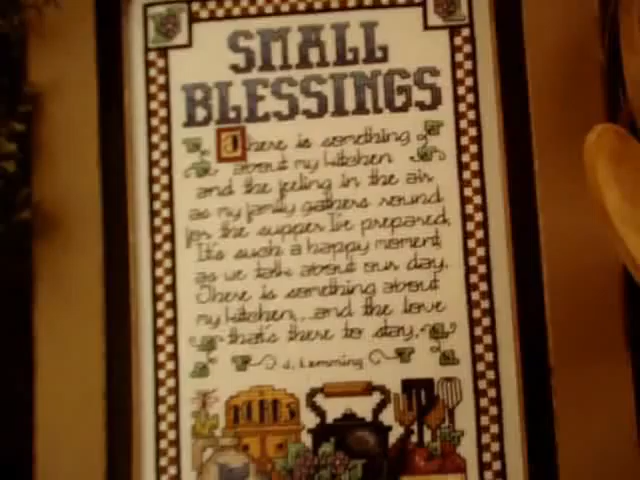 SMALL
BLESSINGS
There is something
about my kitchen
and the feeling in the air
as my family gathers round
for the supper I've prepared.
It's such a happy moment
as we talk about our day.
There is something about
my kitchen...and the love
that's there to stay.
J. Lemming